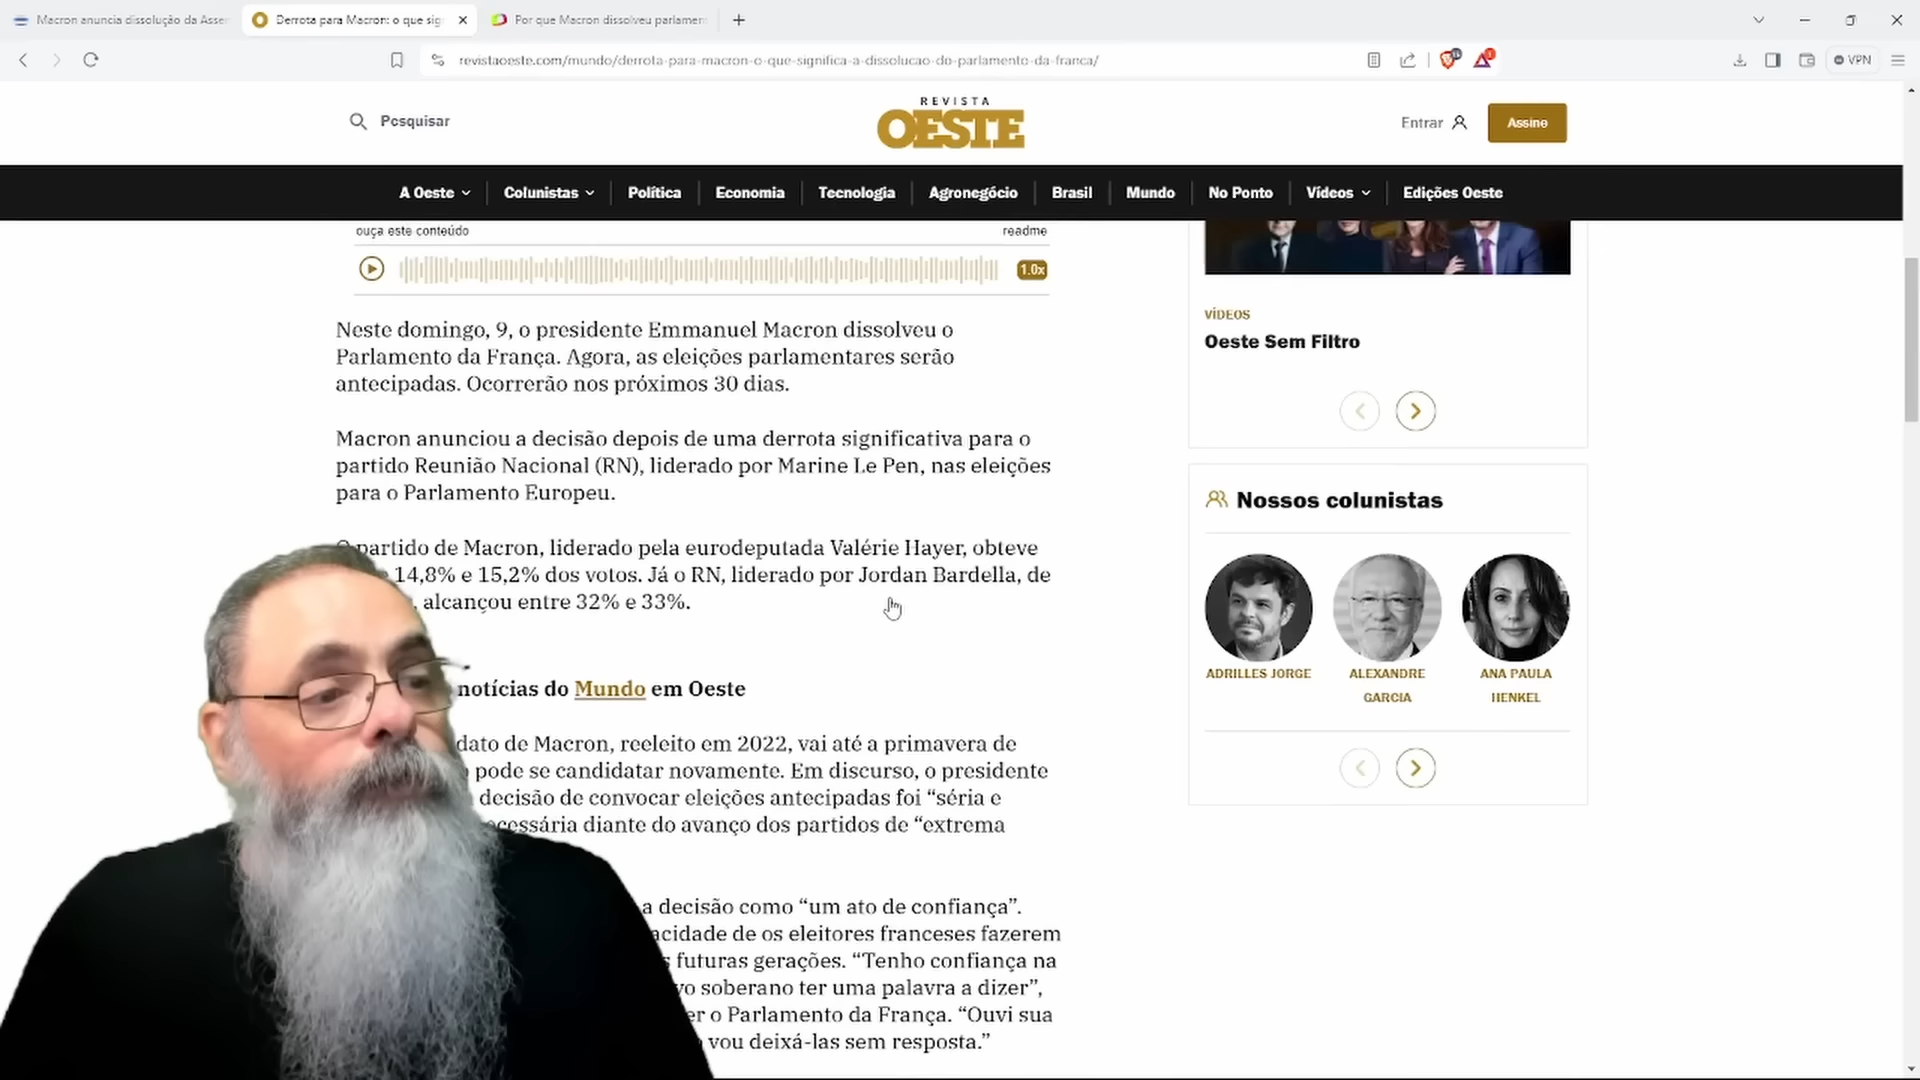 Macron anuncia dissolução da Asse
Derrota para Macron: o que sig
Por que Macron dissolveu parlamen
revistaoeste.com/mundo/derrota-para-macron-o-que-significa-a-dissolucao-do-parlamento-da-franca/
VPN
Pesquisar
REVISTA
OESTE
Entrar
Assine
A Oeste
Colunistas
Política
Economia
Tecnologia
Agronegócio
Brasil
Mundo
No Ponto
Vídeos
Edições Oeste
ouça este conteúdo
readme
1.0x
Neste domingo, 9, o presidente Emmanuel Macron dissolveu o
Parlamento da França. Agora, as eleições parlamentares serão
antecipadas. Ocorrerão nos próximos 30 dias.
Macron anunciou a decisão depois de uma derrota significativa para o
partido Reunião Nacional (RN), liderado por Marine Le Pen, nas eleições
para o Parlamento Europeu.
O partido de Macron, liderado pela eurodeputada Valérie Hayer, obteve
14,8% e 15,2% dos votos. Já o RN, liderado por Jordan Bardella, de
, alcançou entre 32% e 33%.
notícias do Mundo em Oeste
dato de Macron, reeleito em 2022, vai até a primavera de
pode se candidatar novamente. Em discurso, o presidente
decisão de convocar eleições antecipadas foi “séria e
ecessária diante do avanço dos partidos de “extrema
a decisão como “um ato de confiança”.
acidade de os eleitores franceses fazerem
s futuras gerações. “Tenho confiança na
vo soberano ter uma palavra a dizer”,
er o Parlamento da França. “Ouvi sua
vou deixá-las sem resposta.”
VÍDEOS
Oeste Sem Filtro
Nossos colunistas
ADRILLES JORGE
ALEXANDRE
GARCIA
ANA PAULA
HENKEL